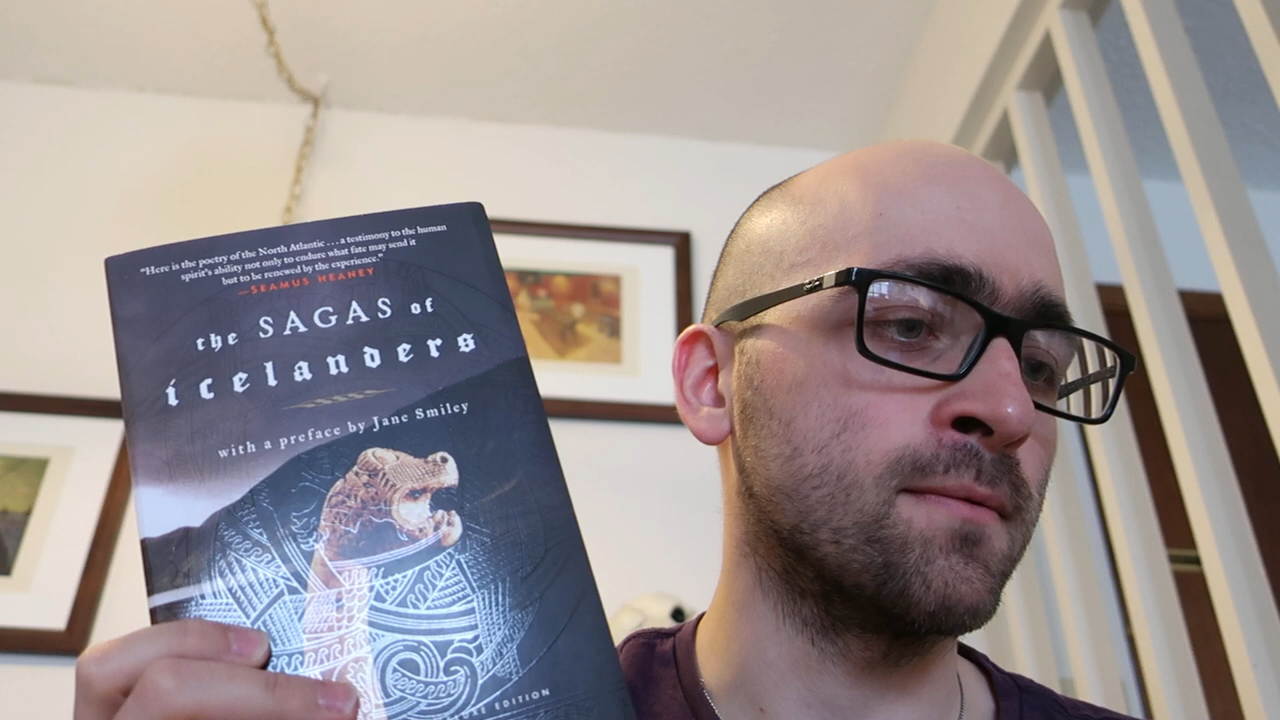 "Here is the poetry of the North Atlantic . . . a testimony to the human
spirit's ability not only to endure what fate may send it
but to be renewed by the experience."
—SEAMUS HEANEY
the SAGAS of
icelanders
with a preface by Jane Smiley
EDITION